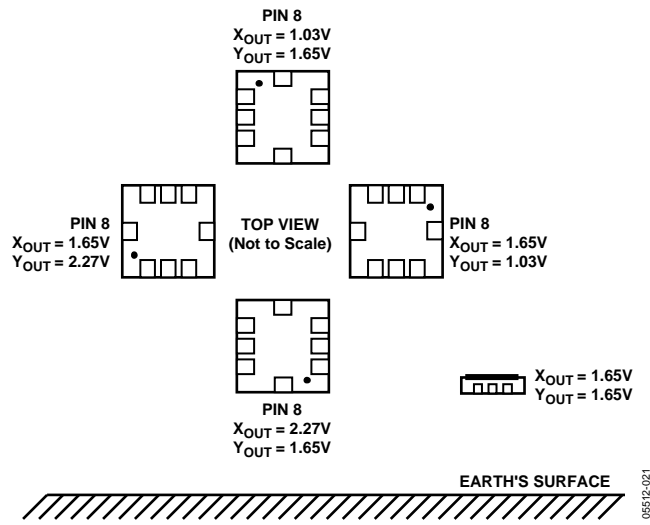 PIN 8
XOUT = 1.03V
YOUT = 1.65V
PIN 8
XOUT = 1.65V
YOUT = 2.27V
TOP VIEW
(Not to Scale)
PIN 8
XOUT = 1.65V
YOUT = 1.03V
PIN 8
XOUT = 2.27V
YOUT = 1.65V
XOUT = 1.65V
YOUT = 1.65V
EARTH'S SURFACE
05512-021